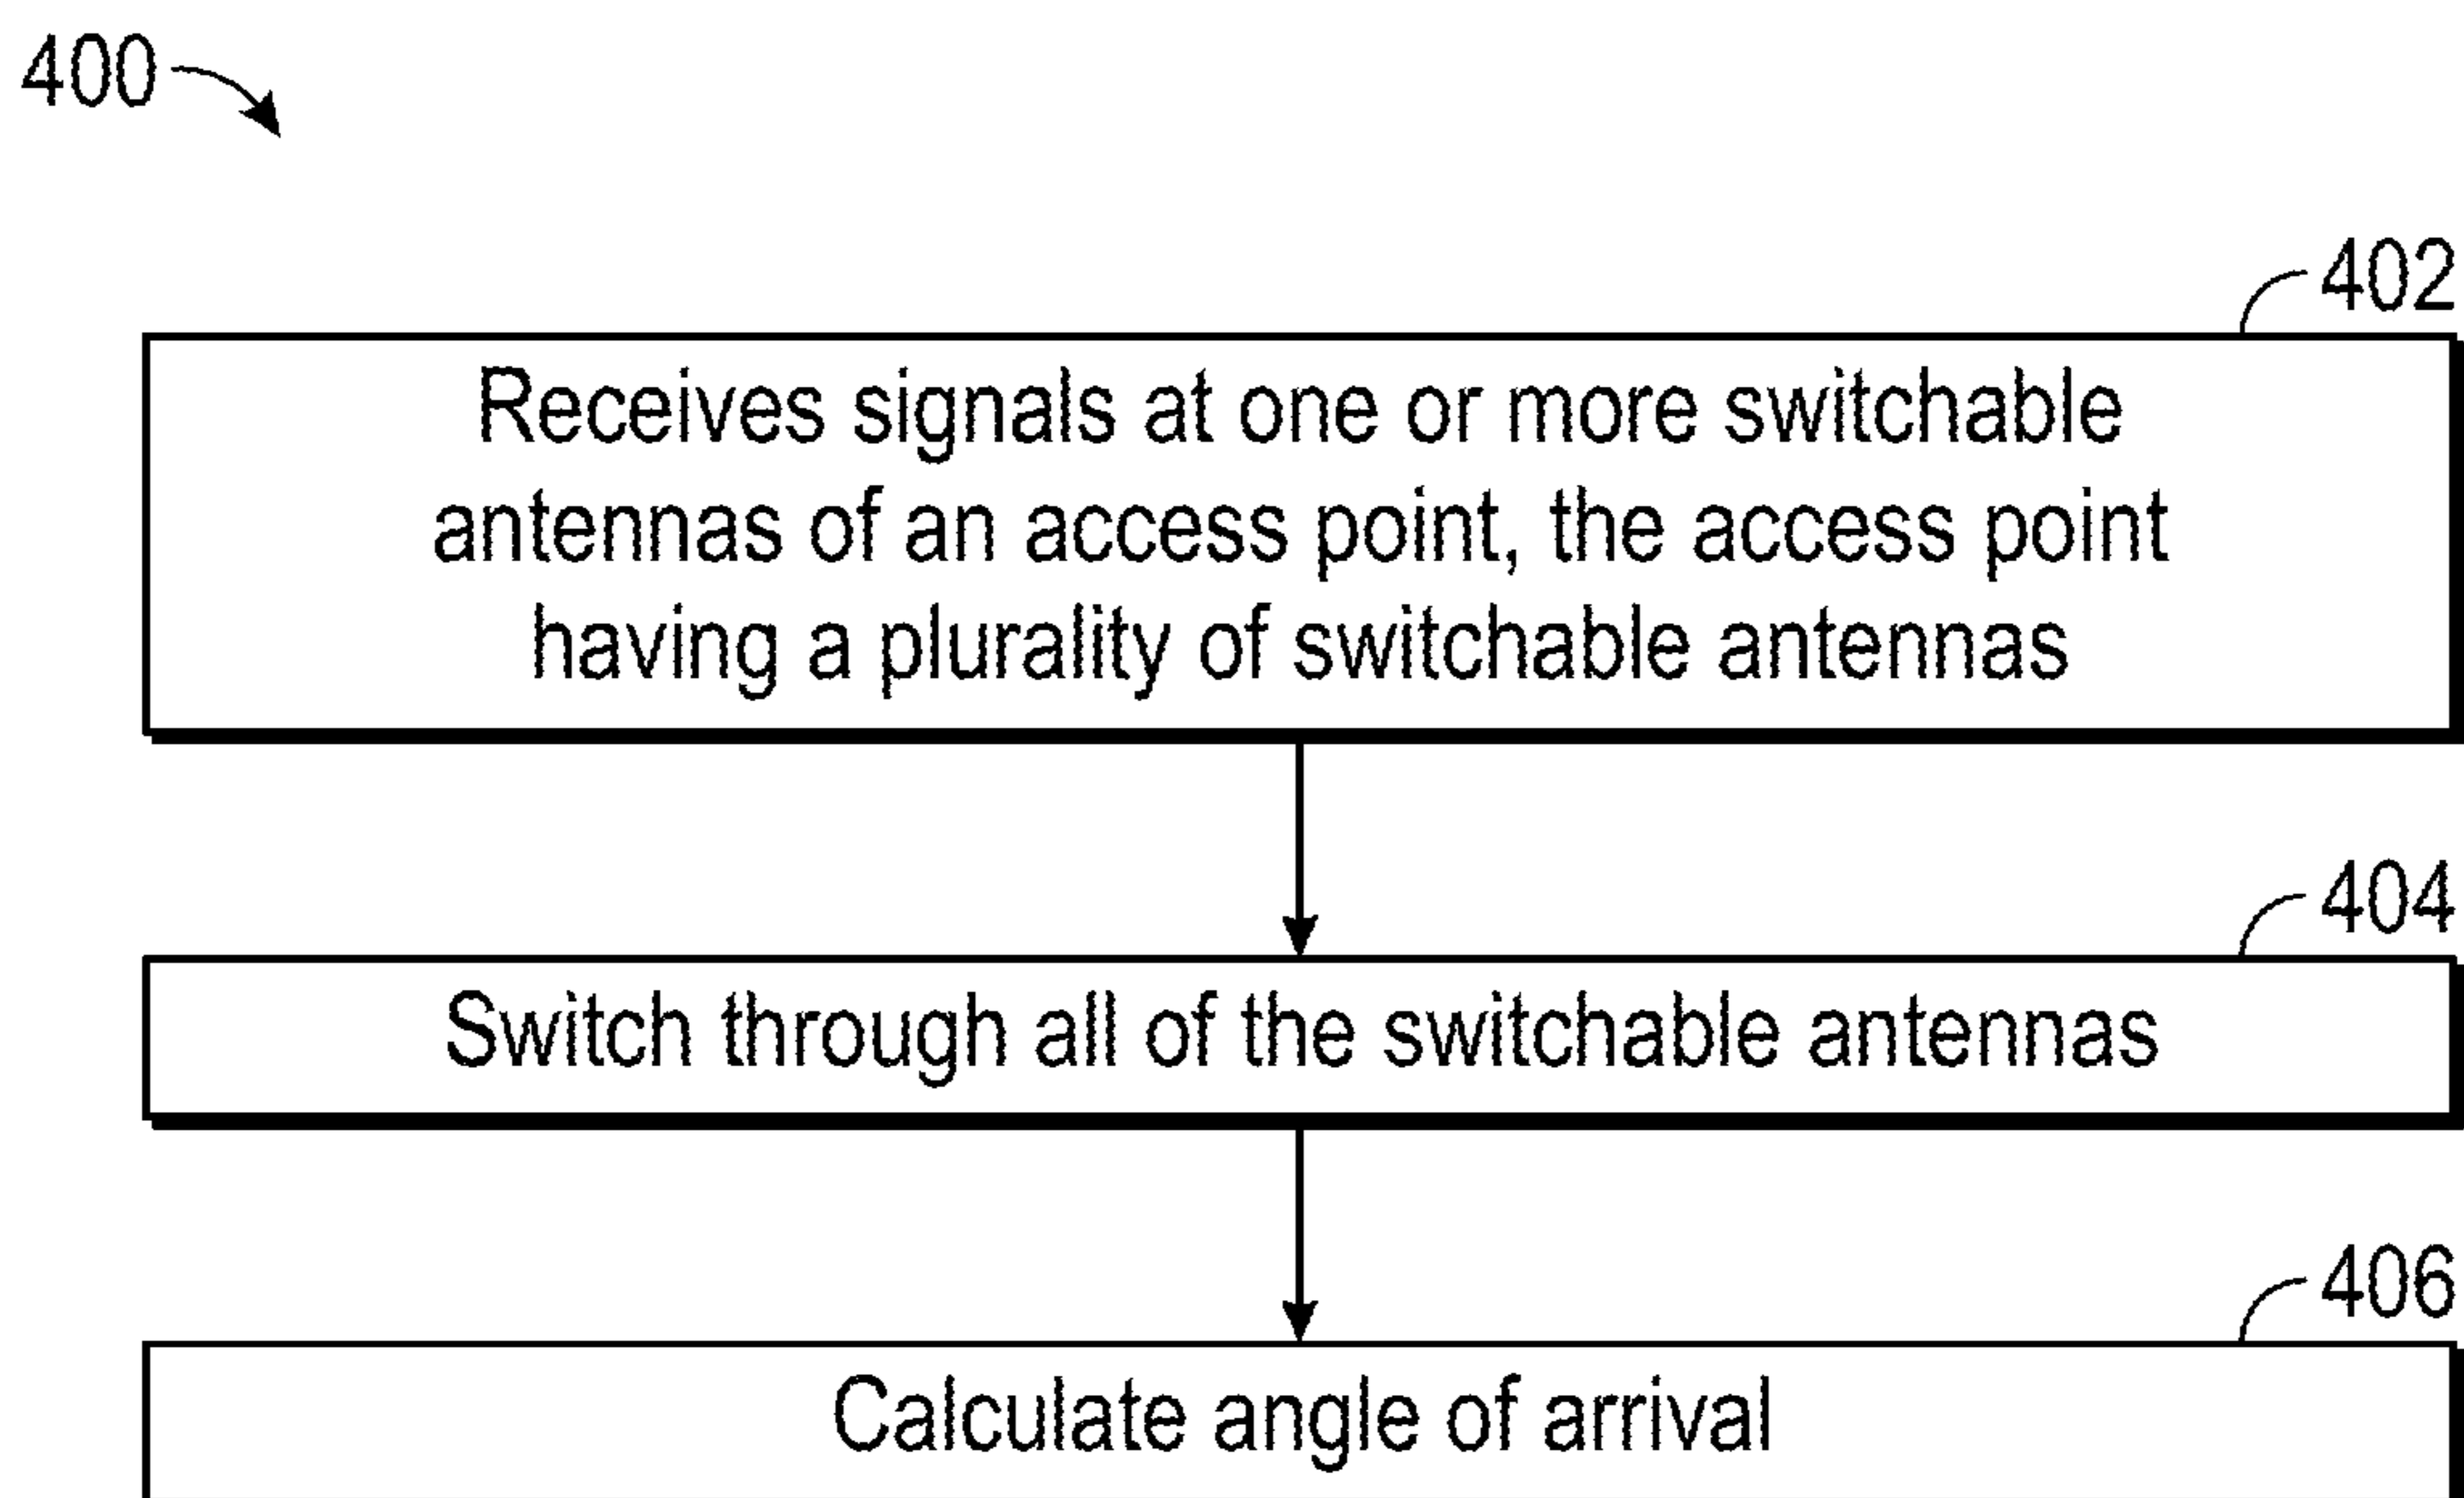 400
402
Receives signals at one or more switchable
antennas of an access point, the access point
having a plurality of switchable antennas
404
Switch through all of the switchable antennas
406
Calculate angle of arrival